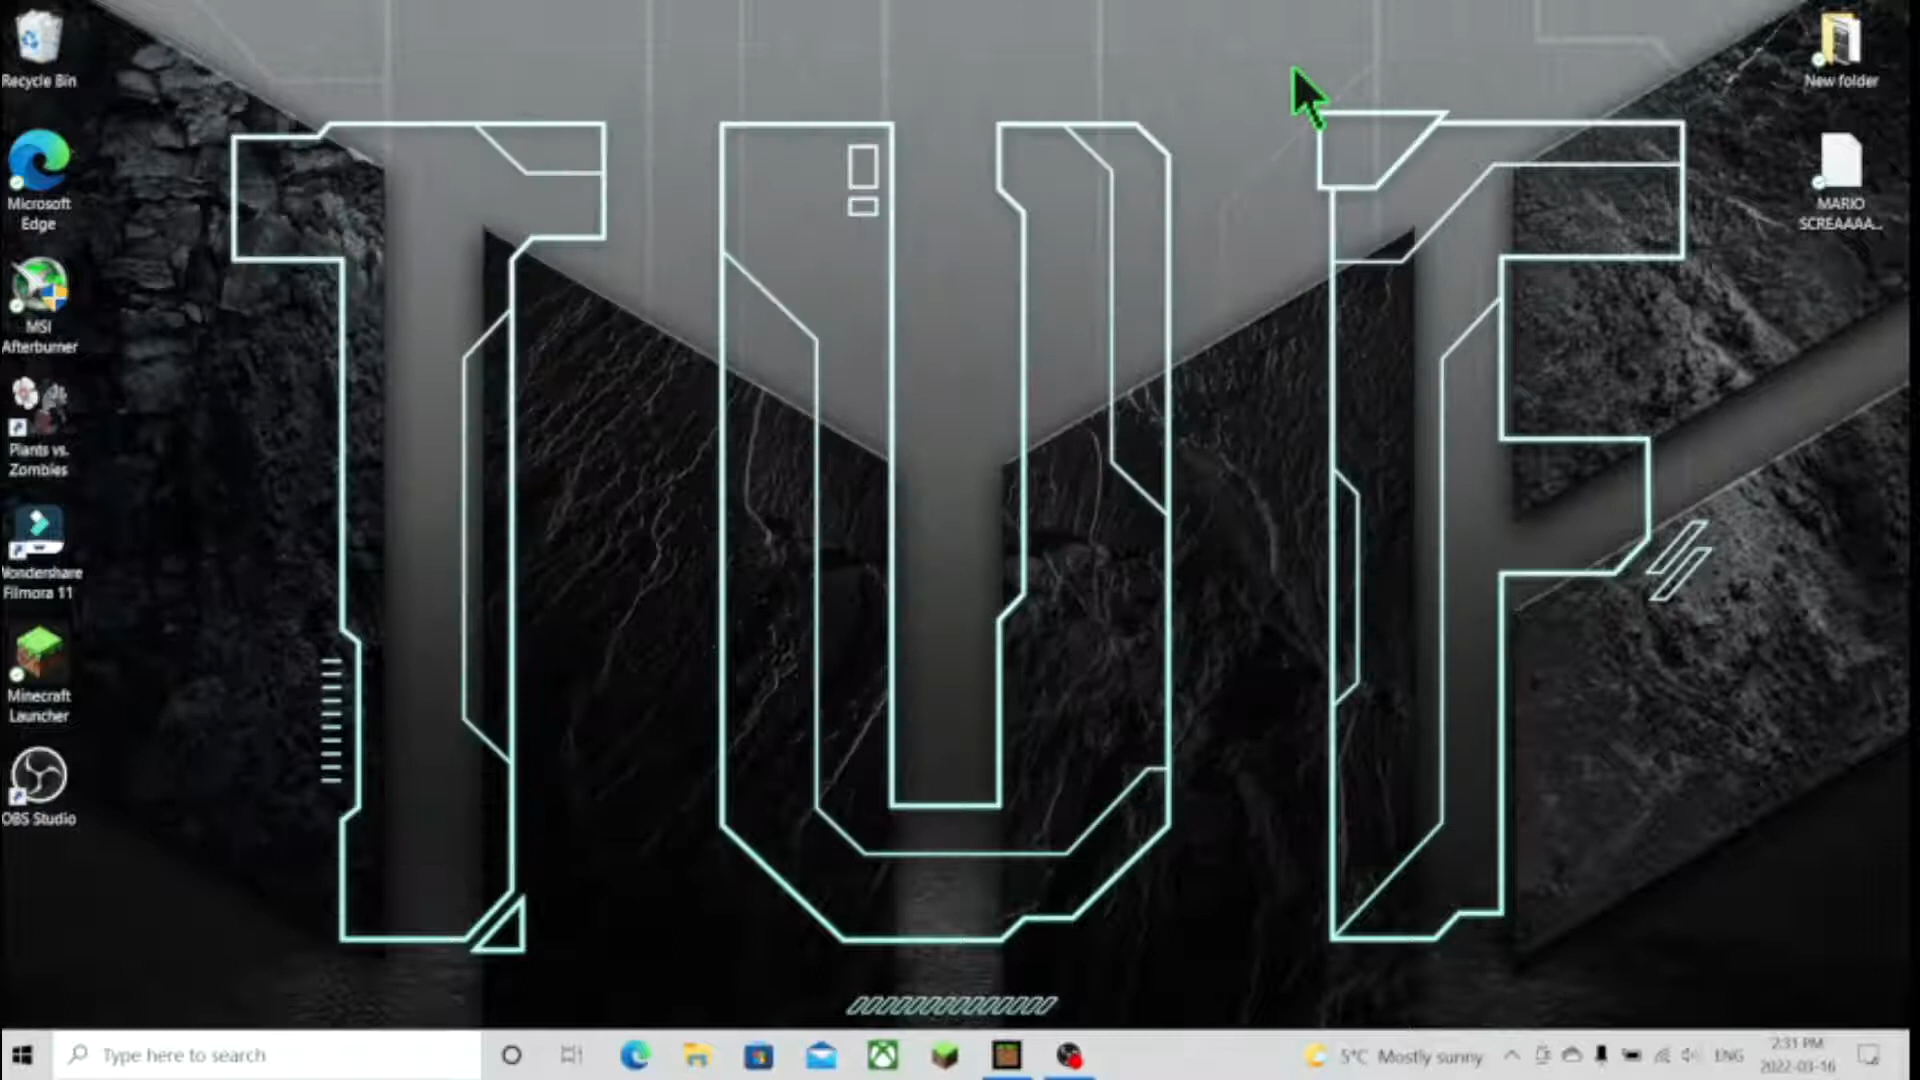 Recycle Bin
Microsoft
Edge
MSI
Afterburner
Plants vs.
Zombies
Wondershare
Filmora 11
Minecraft
Launcher
OBS Studio
New folder
MARIO
SCREAAAA...
TUF
Type here to search
5°C Mostly sunny
ENG
2:31 PM
2022-03-16